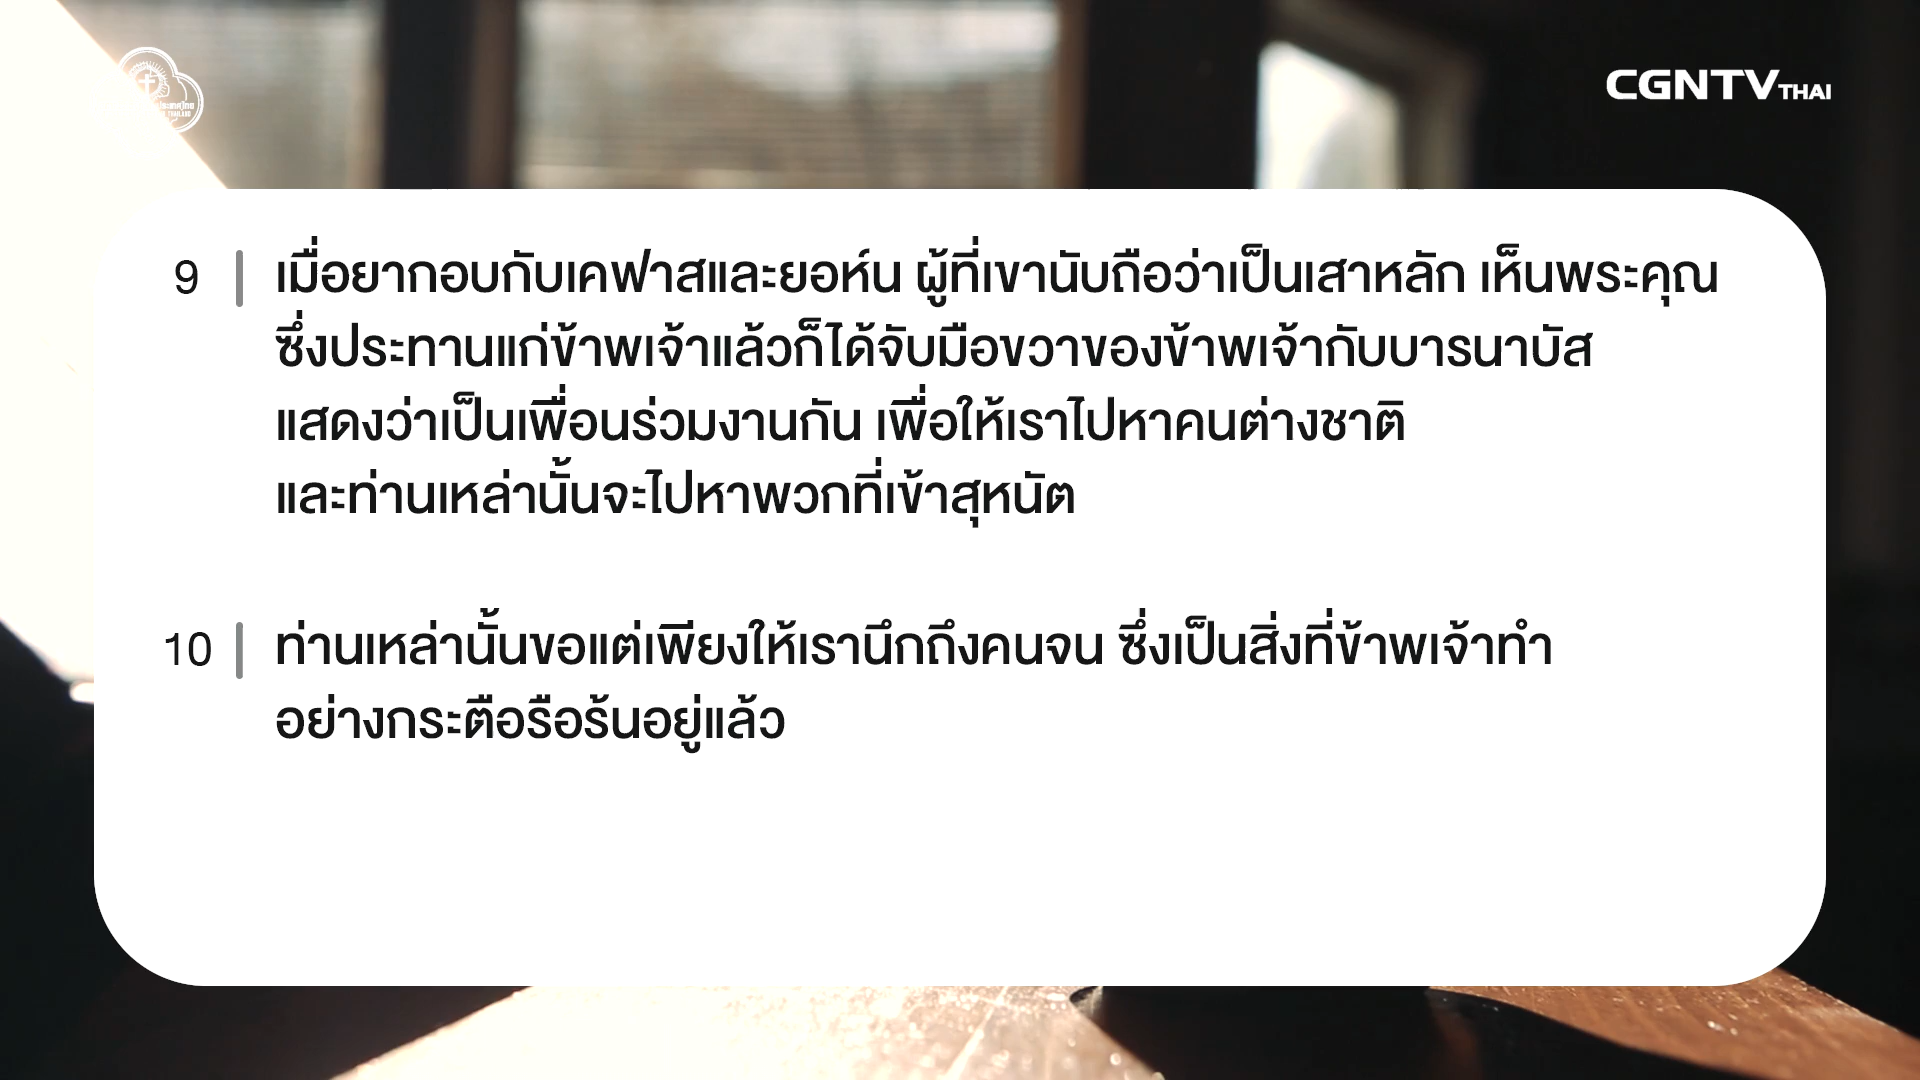 CGNTV THAI
9 เมื่อยากอบกับเคฟาสและยอห์น ผู้ที่เขานับถือว่าเป็นเสาหลัก เห็นพระคุณ
ซึ่งประทานแก่ข้าพเจ้าแล้วก็ได้จับมือขวาของข้าพเจ้ากับบารนาบัส
แสดงว่าเป็นเพื่อนร่วมงานกัน เพื่อให้เราไปหาคนต่างชาติ
และท่านเหล่านั้นจะไปหาพวกที่เข้าสุหนัต
10 ท่านเหล่านั้นขอแต่เพียงให้เรานึกถึงคนจน ซึ่งเป็นสิ่งที่ข้าพเจ้าทำ
อย่างกระตือรือร้นอยู่แล้ว